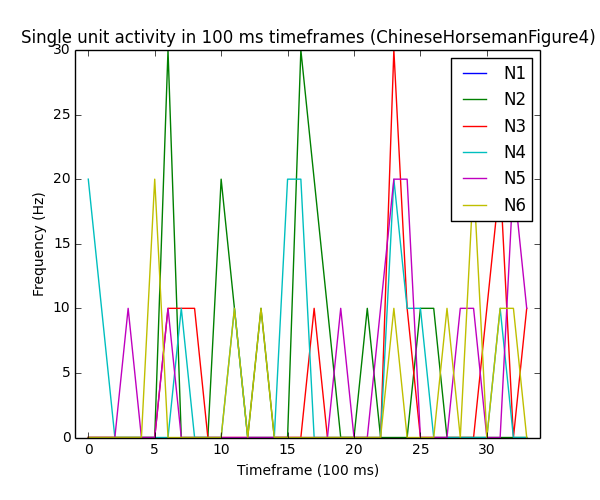 Single unit activity in 100 ms timeframes (ChineseHorsemanFigure4)
30
25
20
15
10
5
0
Frequency (Hz)
N1
N2
N3
N4
N5
N6
0 5 10 15 20 25 30
Timeframe (100 ms)